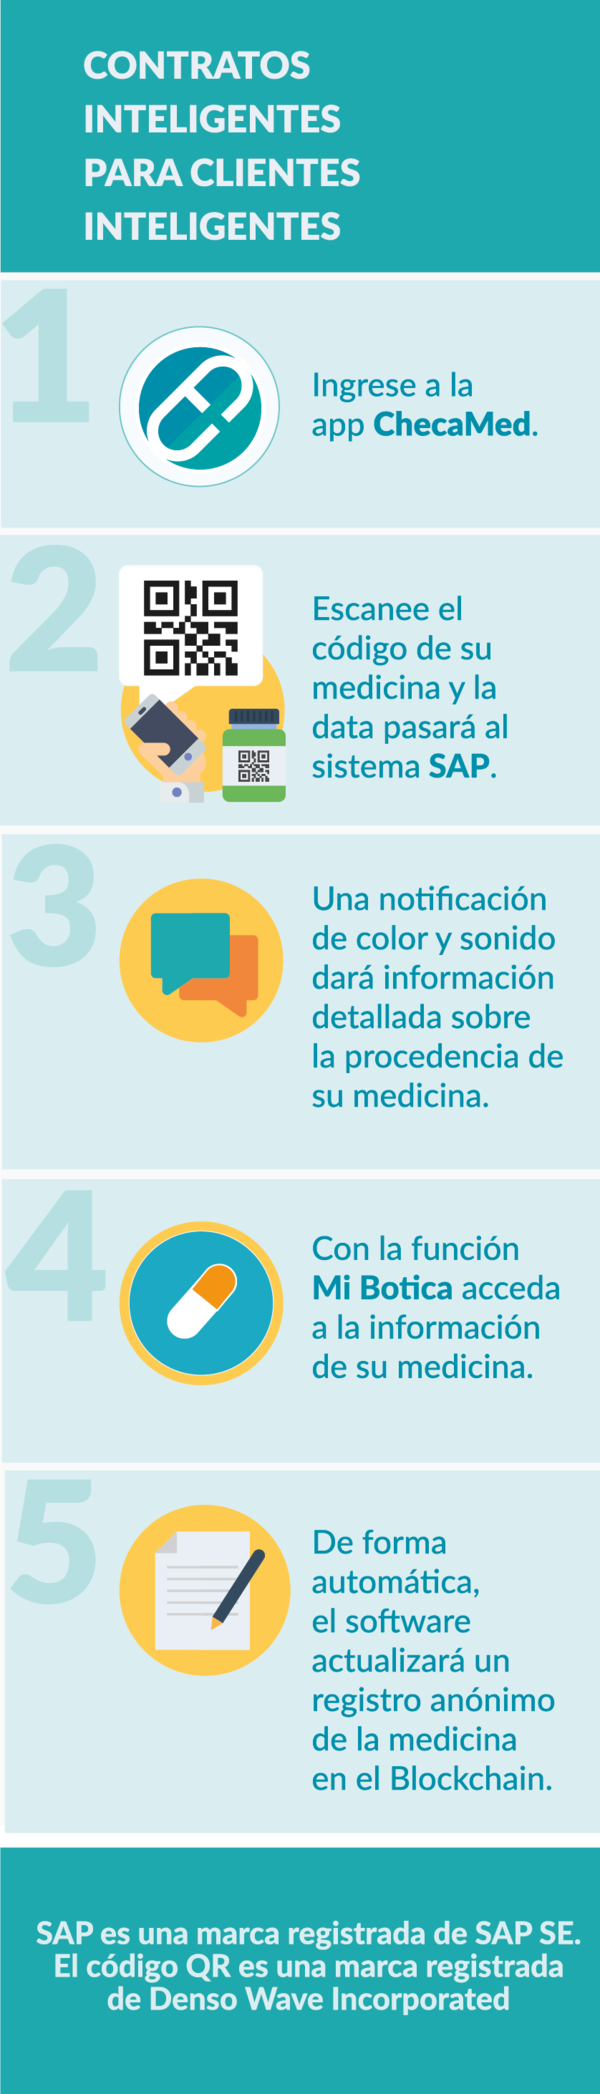 CONTRATOS
INTELIGENTES
PARA CLIENTES
INTELIGENTES
1
Ingrese a la
app ChecaMed.
2
Escanee el
código de su
medicina y la
data pasará al
sistema SAP.
3
Una notificación
de color y sonido
dará información
detallada sobre
la procedencia de
su medicina.
4
Con la función
Mi Botica acceda
a la información
de su medicina.
5
De forma
automática,
el software
actualizará un
registro anónimo
de la medicina
en el Blockchain.
SAP es una marca registrada de SAP SE.
El código QR es una marca registrada
de Denso Wave Incorporated